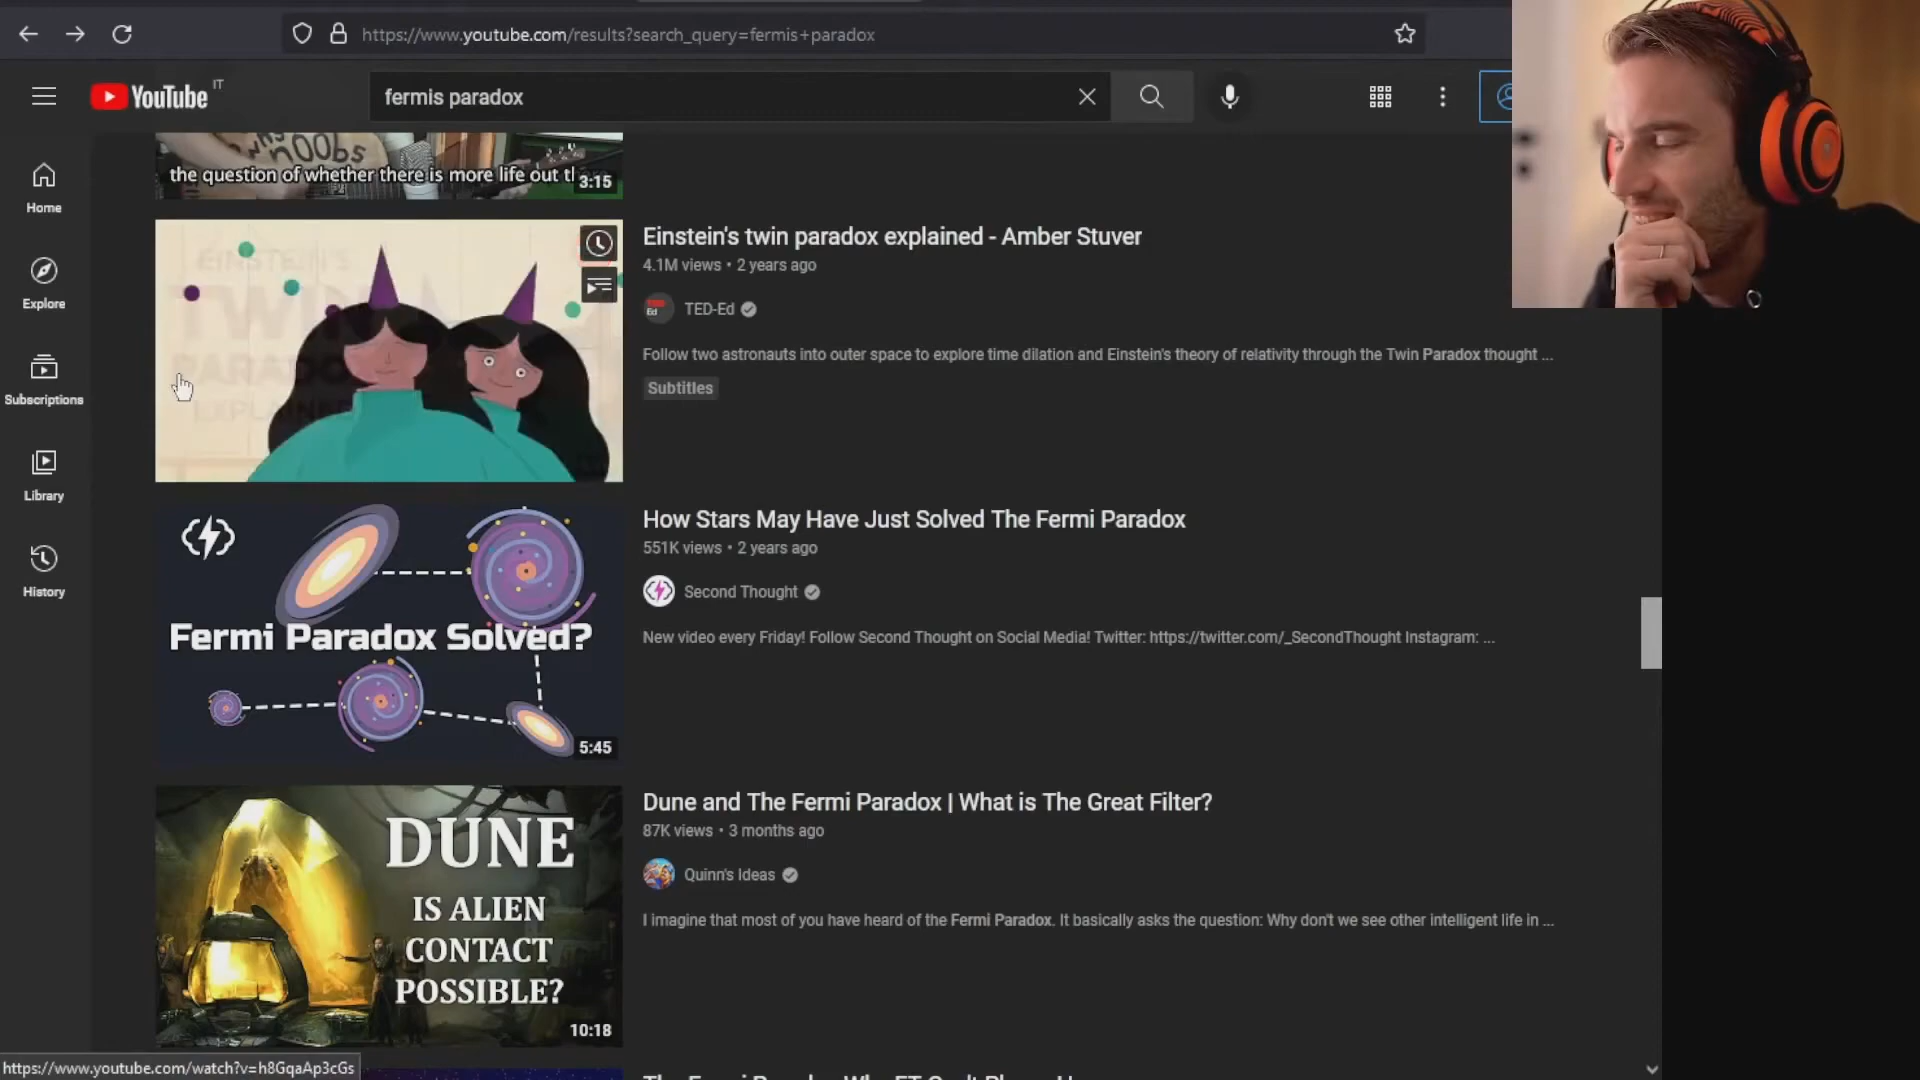 https://www.youtube.com/results?search_query=fermis+paradox
YouTube IT
fermis paradox
Home
Explore
Subscriptions
Library
History
NOOBS
the question of whether there is more life out th
3:15
EINSTEIN'S
TWIN
PARADOX
EXPLAINED
Einstein's twin paradox explained - Amber Stuver
4.1M views • 2 years ago
TED-Ed
Follow two astronauts into outer space to explore time dilation and Einstein's theory of relativity through the Twin Paradox thought ...
Subtitles
Fermi Paradox Solved?
5:45
How Stars May Have Just Solved The Fermi Paradox
551K views • 2 years ago
Second Thought
New video every Friday! Follow Second Thought on Social Media! Twitter: https://twitter.com/_SecondThought Instagram: ...
DUNE
IS ALIEN
CONTACT
POSSIBLE?
10:18
Dune and The Fermi Paradox | What is The Great Filter?
87K views • 3 months ago
Quinn's Ideas
I imagine that most of you have heard of the Fermi Paradox. It basically asks the question: Why don't we see other intelligent life in ...
https://www.youtube.com/watch?v=h8GqaAp3cGs